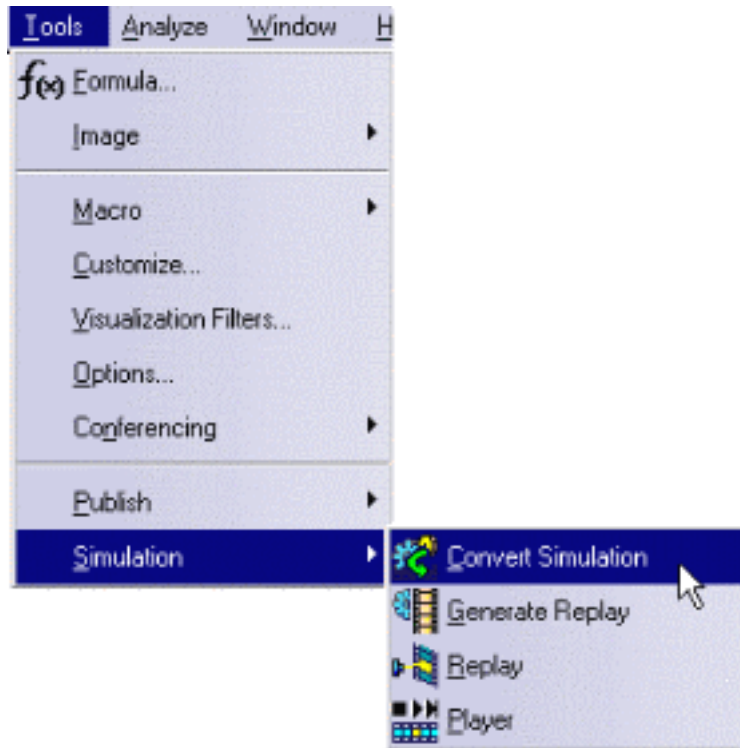 Tools Analyze Window H
f(x) Formula...
Image
Macro
Customize...
Visualization Filters...
Options...
Conferencing
Publish
Simulation
Convert Simulation
Generate Replay
Replay
Player